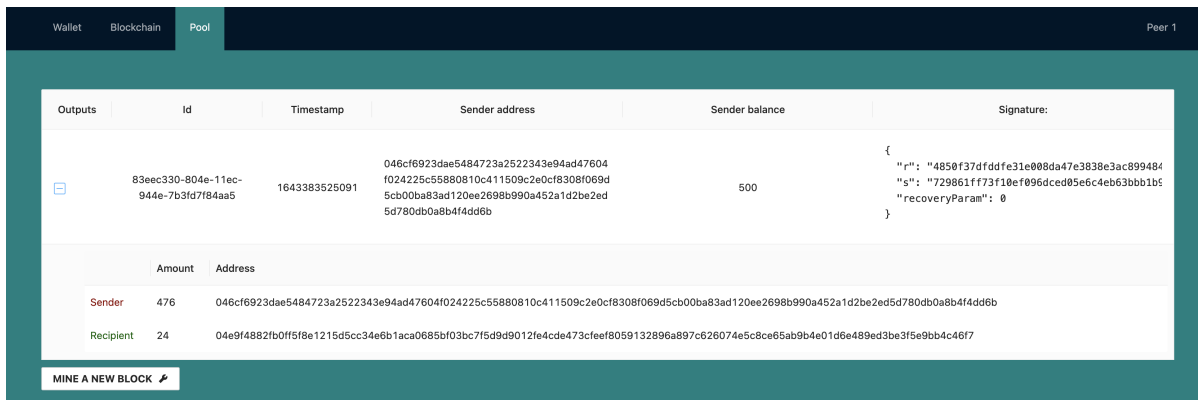 Wallet Blockchain Pool Peer 1
Outputs Id Timestamp Sender address Sender balance Signature:
83eec330-804e-11ec-
944e-7b3fd7f84aa5
1643383525091
046cf6923dae5484723a2522343e94ad47604
f024225c55880810c411509c2e0cf8308f069d
5cb00ba83ad120ee2698b990a452a1d2be2ed
5d780db0a8b4f4dd6b
500
{
"r": "4850f37dfddfe31e008da47e3838e3ac899484
"s": "729861ff73f10ef096dced05e6c4eb63bbb1b9
"recoveryParam": 0
}
Amount Address
Sender 476 046cf6923dae5484723a2522343e94ad47604f024225c55880810c411509c2e0cf8308f069d5cb00ba83ad120ee2698b990a452a1d2be2ed5d780db0a8b4f4dd6b
Recipient 24 04e9f4882fb0ff5f8e1215d5cc34e6b1aca0685bf03bc7f5d9d9012fe4cde473cfeef8059132896a897c626074e5c8ce65ab9b4e01d6e489ed3be3f5e9bb4c46f7
MINE A NEW BLOCK